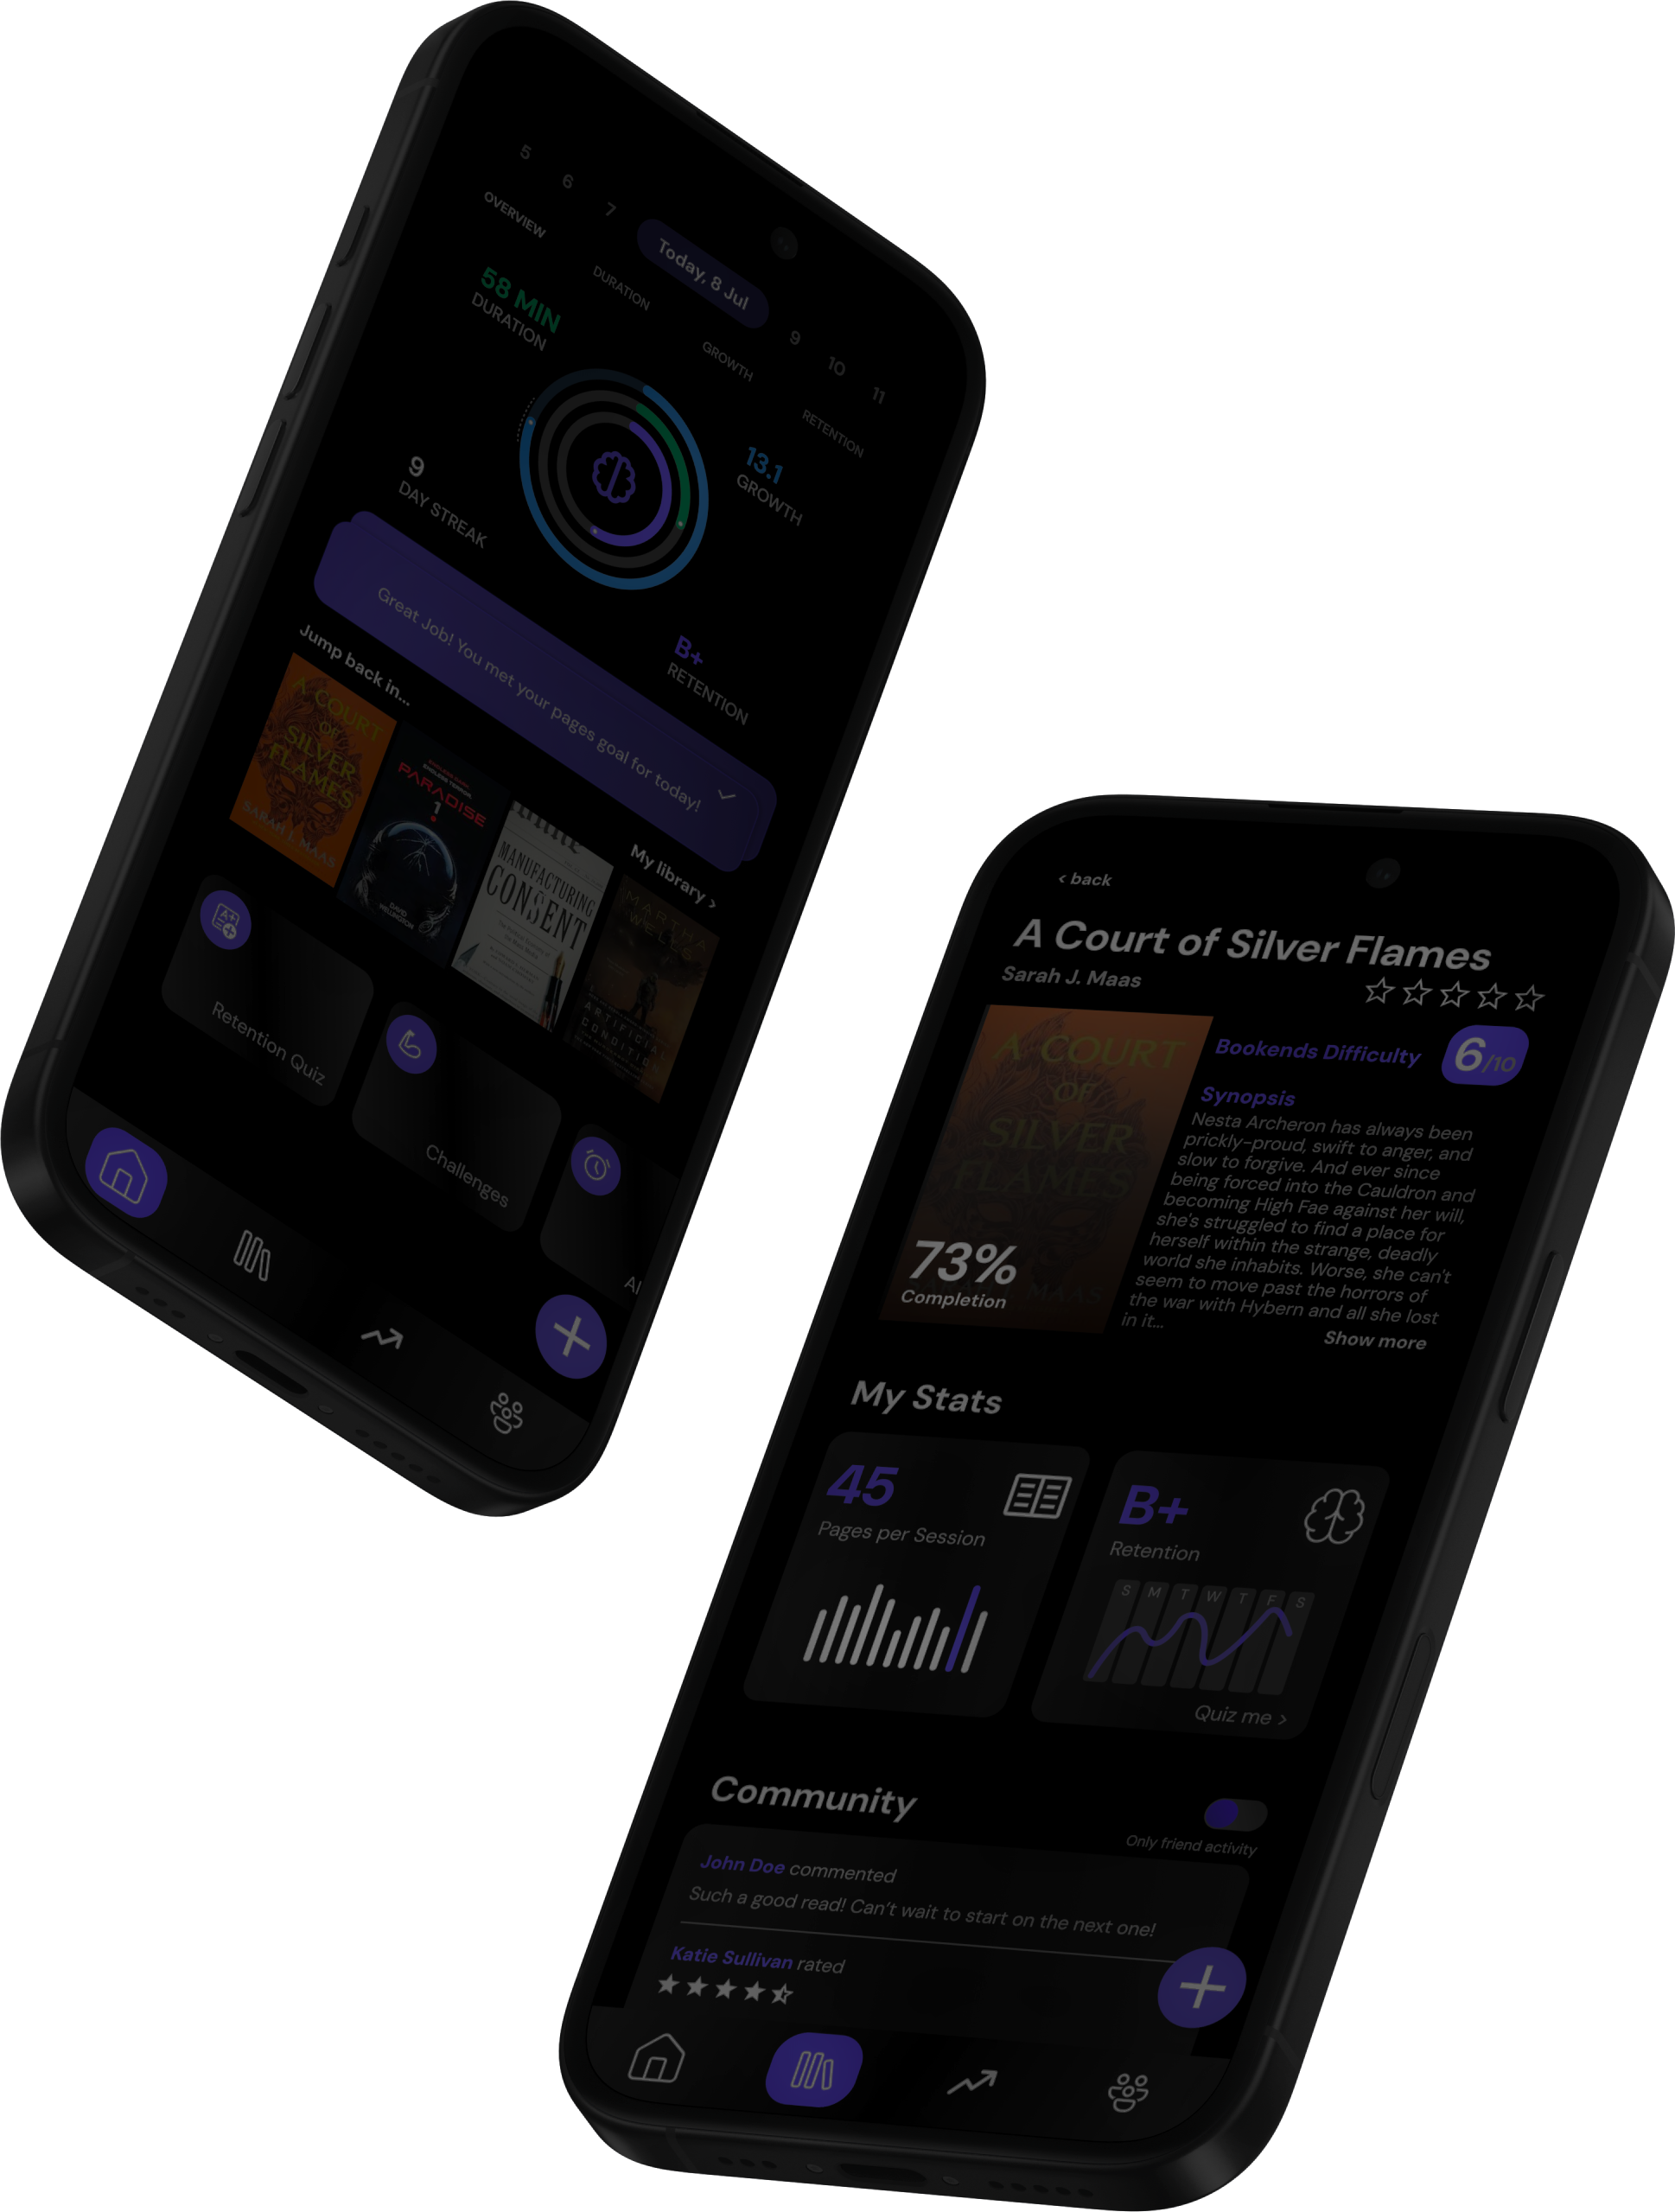 5
6
7
Today, 8 Jul
9
10
11
OVERVIEW
DURATION
GROWTH
RETENTION
58 MIN
DURATION
13.1
GROWTH
9
DAY STREAK
B+
RETENTION
Great Job! You met your pages goal for today!
Jump back in...
My library >
A COURT
OF
SILVER
FLAMES
SARAH J. MAAS
PARADISE
1
DAVID
WELLINGTON
MANUFACTURING
CONSENT
MARTHA
WELLS
ARTIFICIAL
CONDITION
A+
Retention Quiz
Challenges
AI
< back
A Court of Silver Flames
Sarah J. Maas
A COURT
OF
SILVER
FLAMES
MAAS
73%
Completion
Bookends Difficulty
6/10
Synopsis
Nesta Archeron has always been
prickly-proud, swift to anger, and
slow to forgive. And ever since
being forced into the Cauldron and
becoming High Fae against her will,
she's struggled to find a place for
herself within the strange, deadly
world she inhabits. Worse, she can't
seem to move past the horrors of
the war with Hybern and all she lost
in it...
Show more
My Stats
45
Pages per Session
B+
Retention
S M T W T F S
Quiz me >
Community
Only friend activity
John Doe commented
Such a good read! Can't wait to start on the next one!
Katie Sullivan rated